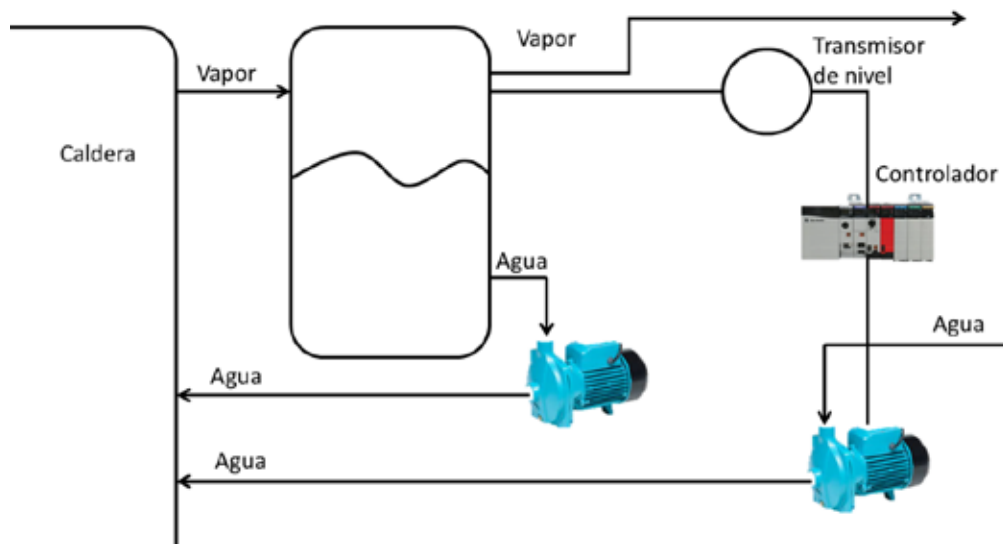 Vapor
Transmisor
de nivel
Vapor
Caldera
Controlador
Agua
Agua
Agua
Agua